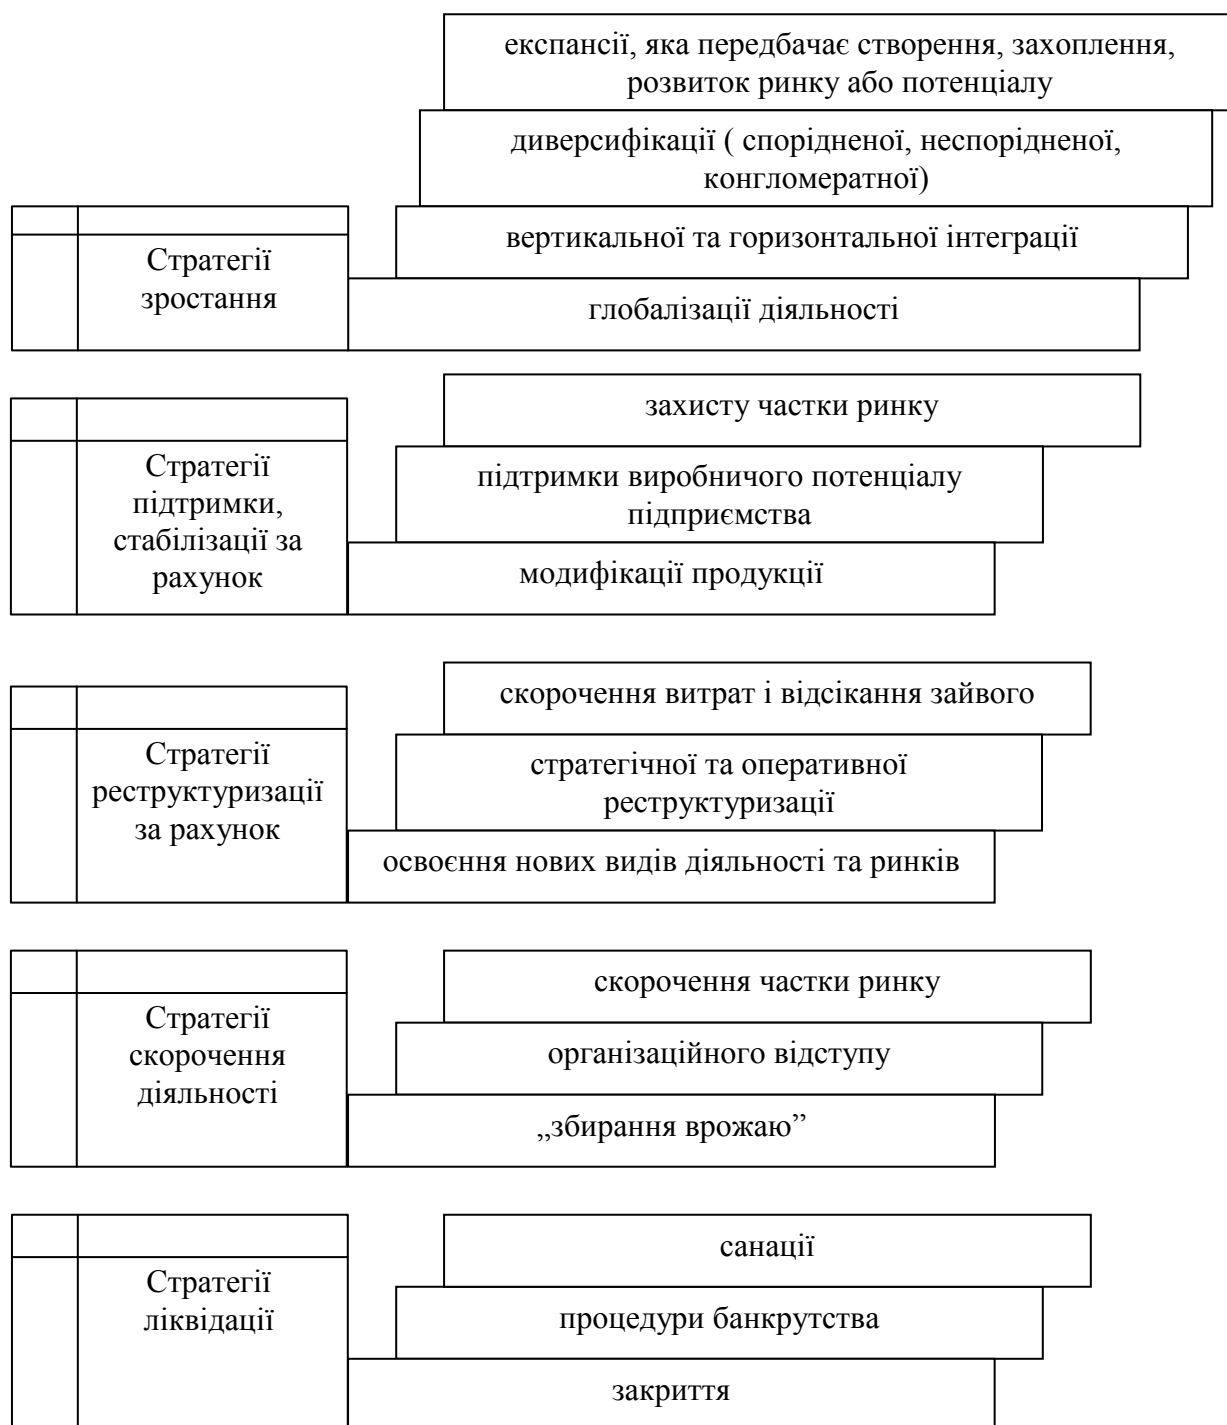 експансії, яка передбачає створення, захоплення,
розвиток ринку або потенціалу
диверсифікації ( спорідненої, неспорідненої,
конгломератної)
вертикальної та горизонтальної інтеграції
Стратегії
зростання
глобалізації діяльності
захисту частки ринку
Стратегії
підтримки,
стабілізації за
рахунок
підтримки виробничого потенціалу
підприємства
модифікації продукції
скорочення витрат і відсікання зайвого
Стратегії
реструктуризації
за рахунок
стратегічної та оперативної
реструктуризації
освоєння нових видів діяльності та ринків
скорочення частки ринку
Стратегії
скорочення
діяльності
організаційного відступу
„збирання врожаю”
санації
Стратегії
ліквідації
процедури банкрутства
закриття